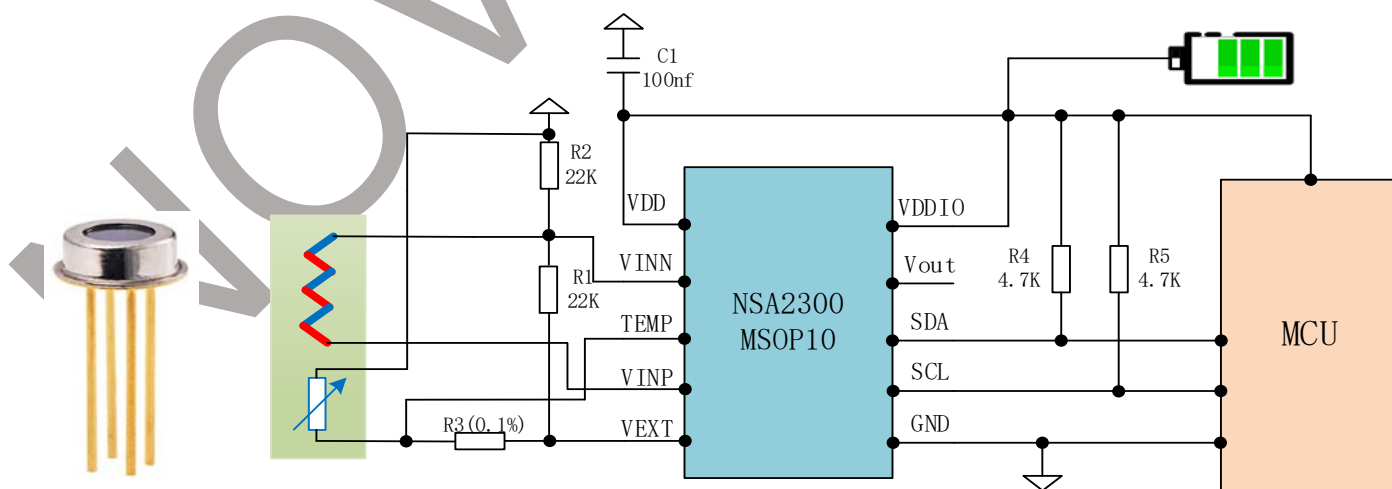 C1
100nf
R2
22K
R1
22K
R3(0.1%)
VDD
VINN
TEMP
VINP
VEXT
NSA2300
MSOP10
VDDIO
Vout
SDA
SCL
GND
R4
4.7K
R5
4.7K
MCU